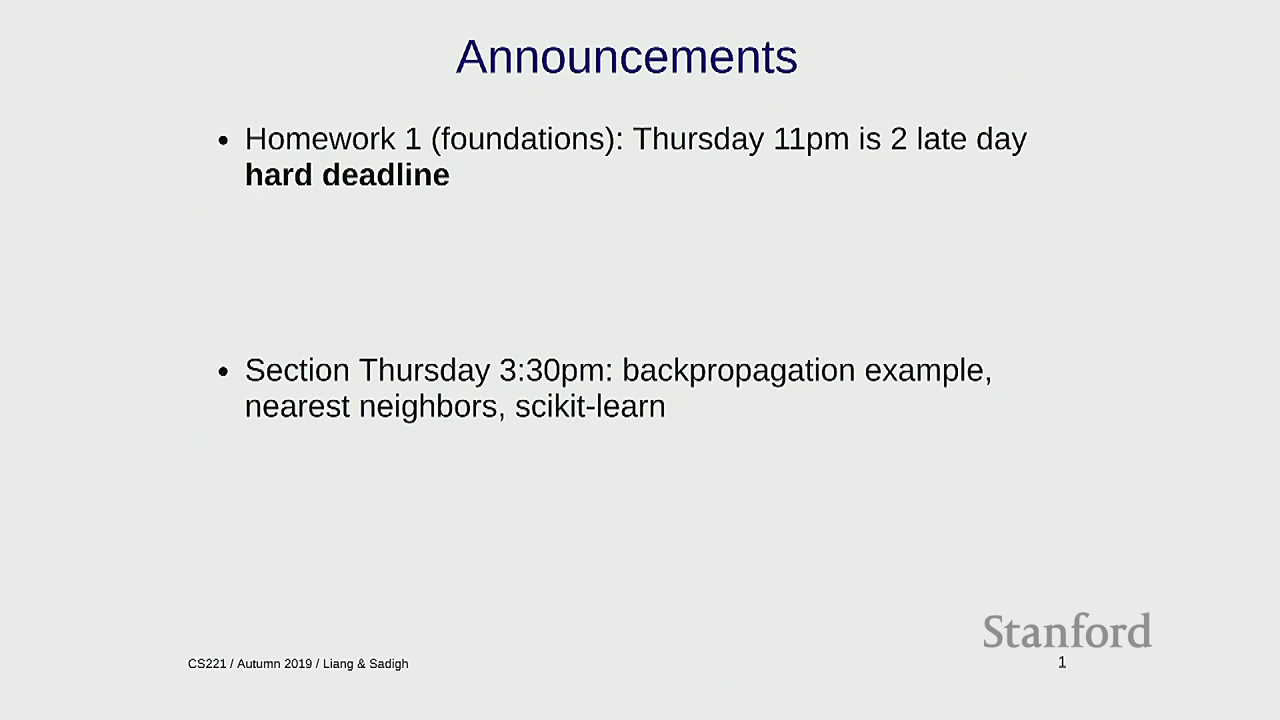 Announcements
• Homework 1 (foundations): Thursday 11pm is 2 late day
hard deadline
• Section Thursday 3:30pm: backpropagation example,
nearest neighbors, scikit-learn
Stanford
CS221 / Autumn 2019 / Liang & Sadigh
1